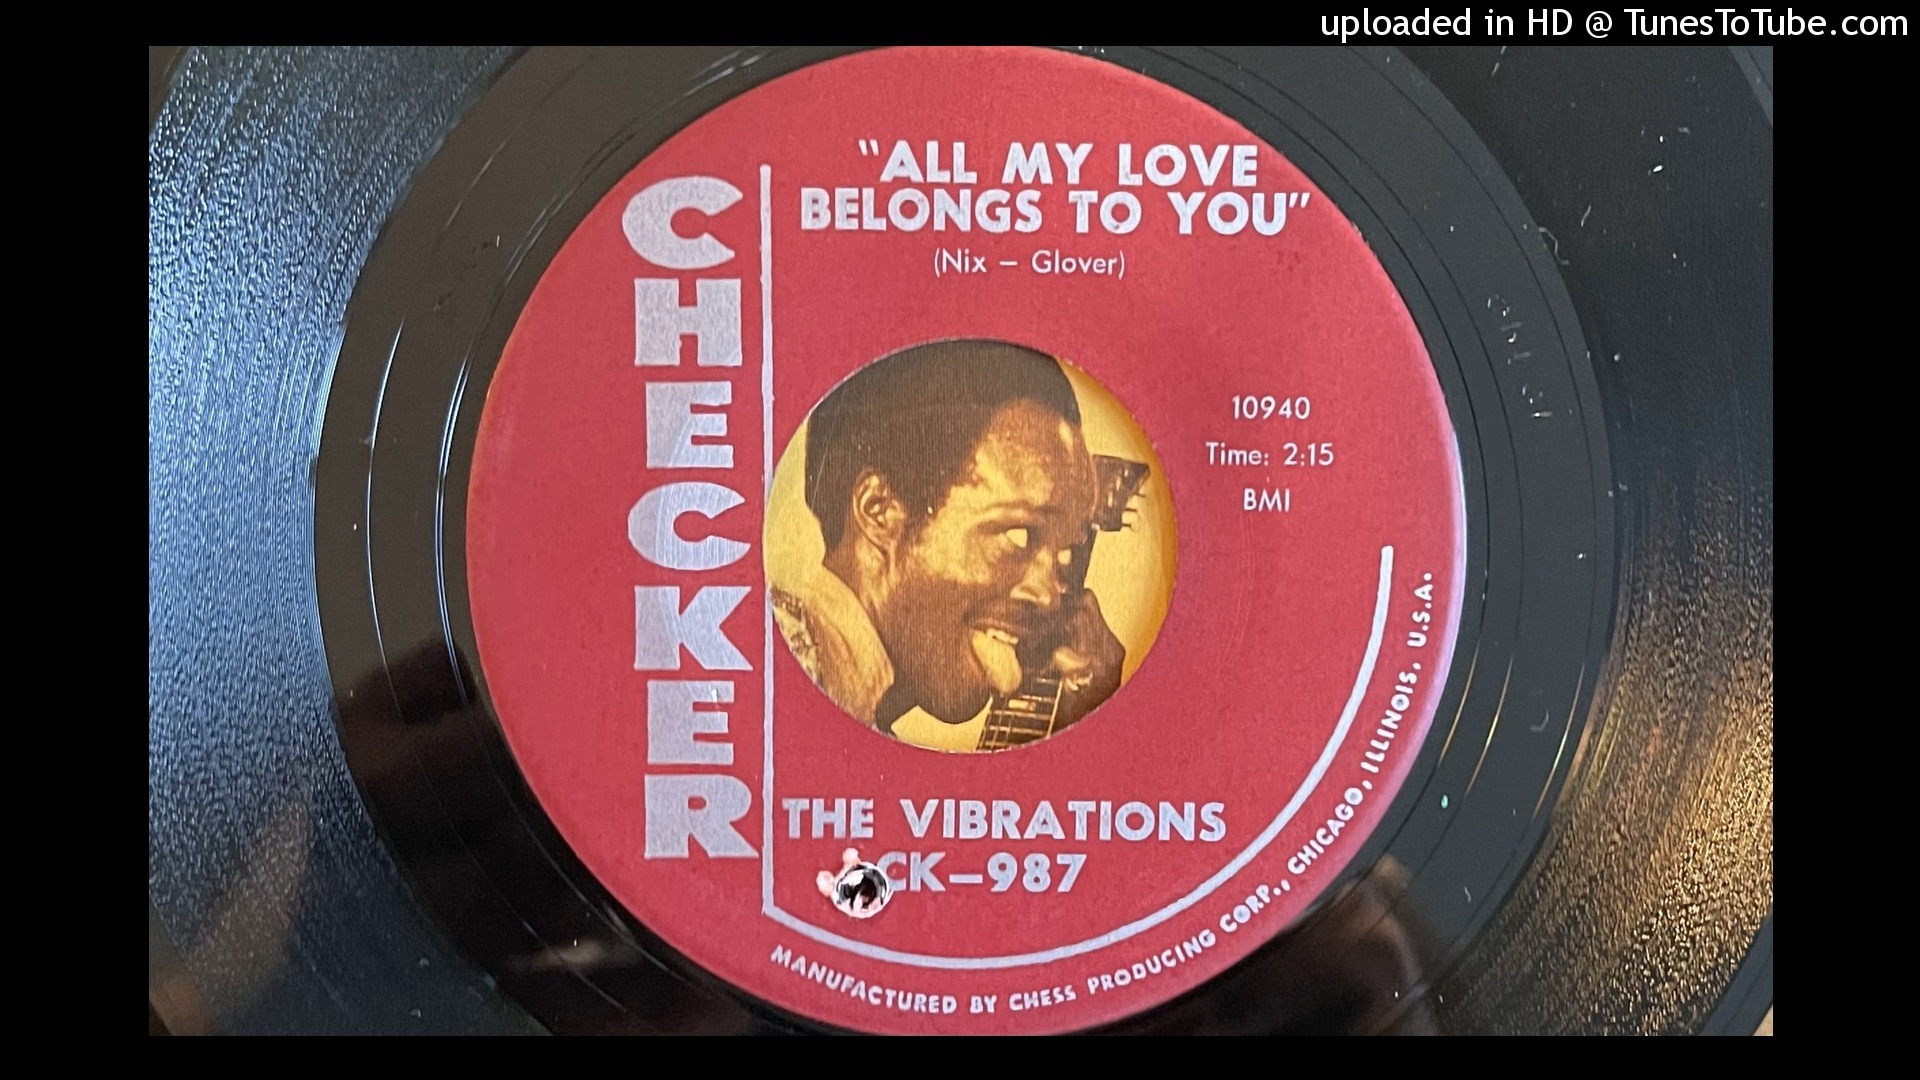 uploaded in HD @ TunesToTube.com
"ALL MY LOVE
BELONGS TO YOU"
(Nix – Glover)
CHECKER
10940
Time: 2:15
BMI
THE VIBRATIONS
CK–987
MANUFACTURED BY CHESS PRODUCING CORP., CHICAGO, ILLINOIS, U.S.A.